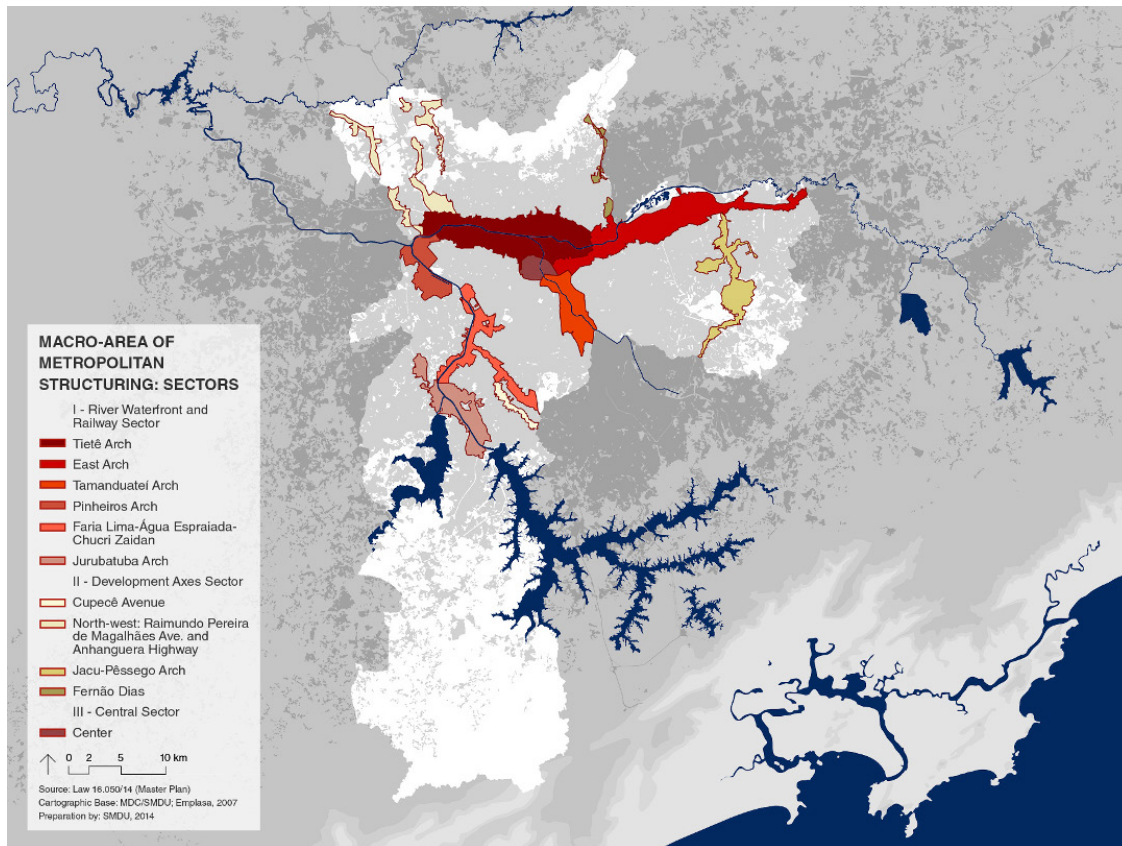 MACRO-AREA OF
METROPOLITAN
STRUCTURING: SECTORS
I - River Waterfront and
Railway Sector
Tietê Arch
East Arch
Tamanduateí Arch
Pinheiros Arch
Faria Lima-Água Espraiada-
Chucri Zaidan
Jurubatuba Arch
II - Development Axes Sector
Cupecê Avenue
North-west: Raimundo Pereira
de Magalhães Ave. and
Anhanguera Highway
Jacu-Pêssego Arch
Fernão Dias
III - Central Sector
Center
0 2 5 10 km
Source: Law 16.050/14 (Master Plan)
Cartographic Base: MDC/SMDU; Emplasa, 2007
Preparation by: SMDU, 2014